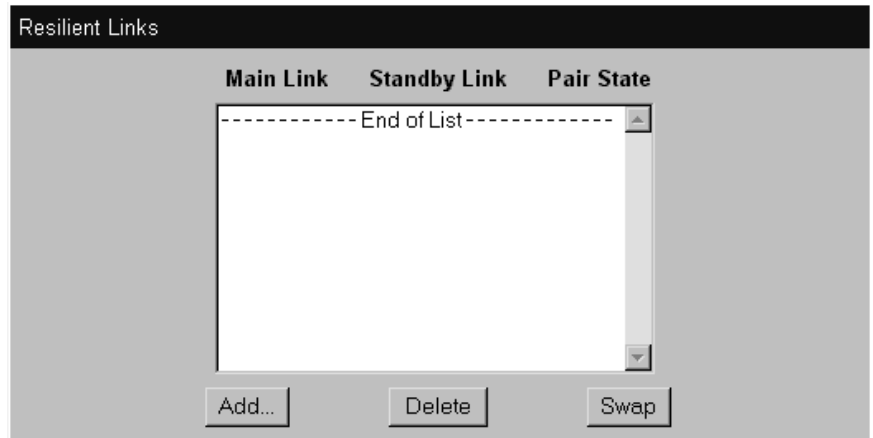 Resilient Links
Main Link Standby Link Pair State
------------End of List-------------
Add... Delete Swap